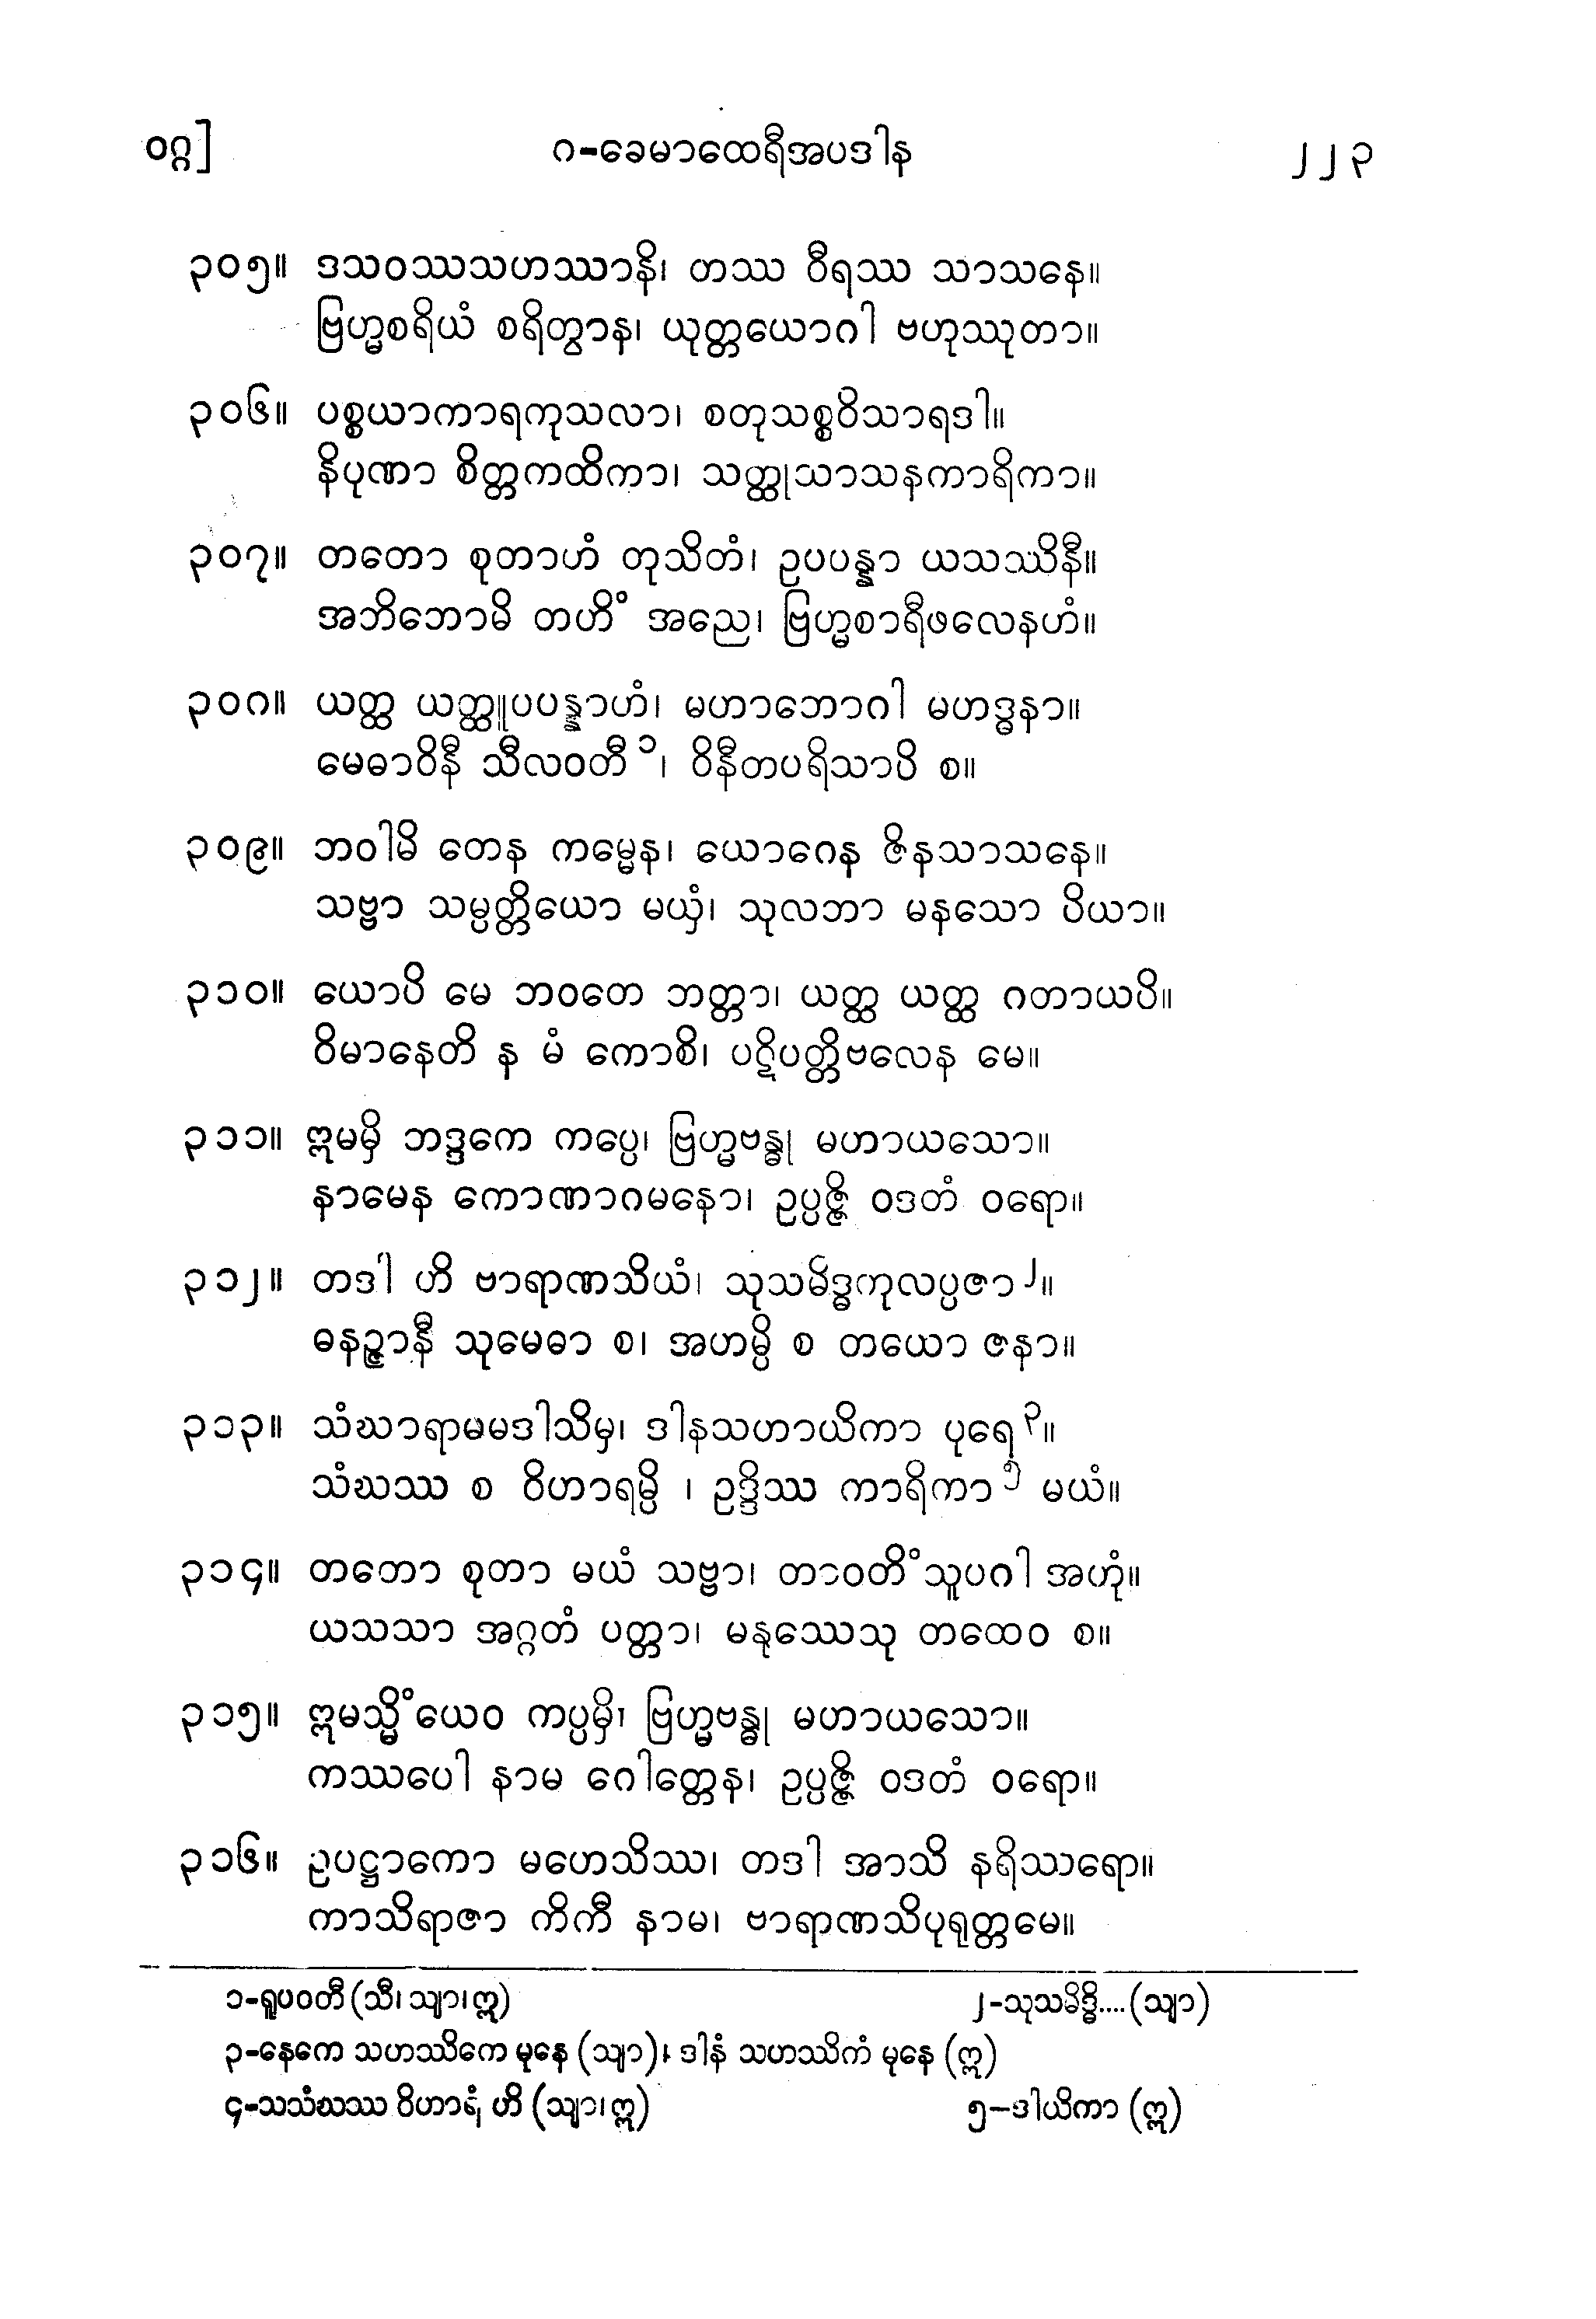 ဝဂ္ဂ]
ဂ-ခေမာထေရီအပဒါန
၂၂၃
၃၀၅။ ဒသဝဿသဟဿာနိ၊ တဿ ဝီရဿ သာသနေ။
ဗြဟ္မစရိယံ စရိတွာန၊ ယုတ္တယောဂါ ဗဟုဿုတာ။
၃၀၆။ ပစ္စယာကာရကုသလာ၊ စတုသစ္စဝိသာရဒါ။
နိပုဏာ စိတ္တကထိကာ၊ သတ္ထုသာသနကာရိကာ။
၃၀၇။ တတော စုတာဟံ တုသိတံ၊ ဥပပန္နာ ယသဿိနီ။
အဘိဘောမိ တဟိံ အညေ၊ ဗြဟ္မစာရီဖလေနဟံ။
၃၀၈။ ယတ္ထ ယတ္ထူပပန္နာဟံ၊ မဟာဘောဂါ မဟဒ္ဓနာ။
မေဓာဝိနီ သီလဝတီ ၁၊ ဝိနီတပရိသာပိ စ။
၃၀၉။ ဘဝါမိ တေန ကမ္မေန၊ ယောဂေန ဇိနသာသနေ။
သဗ္ဗာ သမ္ပတ္တိယော မယှံ၊ သုလဘာ မနသော ပိယာ။
၃၁၀။ ယောပိ မေ ဘဝတေ ဘတ္တာ၊ ယတ္ထ ယတ္ထ ဂတာယပိ။
ဝိမာနေတိ န မံ ကောစိ၊ ပဋိပတ္တိဗလေန မေ။
၃၁၁။ ဣမမှိ ဘဒ္ဒကေ ကပ္ပေ၊ ဗြဟ္မဗန္ဓု မဟာယသော။
နာမေန ကောဏာဂမနော၊ ဥပ္ပဇ္ဇိ ဝဒတံ ဝရော။
၃၁၂။ တဒါ ဟိ ဗာရာဏသိယံ၊ သုသမိဒ္ဓကုလပ္ပဇာ ၂။
ဓနဉ္ဇာနီ သုမေဓာ စ၊ အဟမ္ပိ စ တယော ဇနာ။
၃၁၃။ သံဃာရာမမဒါသိမှ၊ ဒါနသဟာယိကာ ပုရေ ၃။
သံဃဿ စ ဝိဟာရမ္ပိ ၊ ဥဒ္ဒိဿ ကာရိကာ ၅ မယံ။
၃၁၄။ တတော စုတာ မယံ သဗ္ဗာ၊ တာဝတိံသူပဂါ အဟုံ။
ယသသာ အဂ္ဂတံ ပတ္တာ၊ မနုဿေသု တထေဝ စ။
၃၁၅။ ဣမသ္မိံယေဝ ကပ္ပမှိ၊ ဗြဟ္မဗန္ဓု မဟာယသော။
ကဿပေါ နာမ ဂေါတ္တေန၊ ဥပ္ပဇ္ဇိ ဝဒတံ ဝရော။
၃၁၆။ ဥပဋ္ဌာကော မဟေသိဿ၊ တဒါ အာသိ နရိဿရော။
ကာသိရာဇာ ကိကီ နာမ၊ ဗာရာဏသိပုရုတ္တမေ။
၁-ရူပဝတီ (သီ၊ သျာ၊ ဣ) ၂-သုသမိဒ္ဓိ.... (သျာ)
၃-နေကေ သဟဿိကေ မုနေ (သျာ)၊ ဒါနံ သဟဿိကံ မုနေ (ဣ)
၄-သသံဃဿ ဝိဟာရံ ဟိ (သျာ၊ ဣ) ၅-ဒါယိကာ (ဣ)